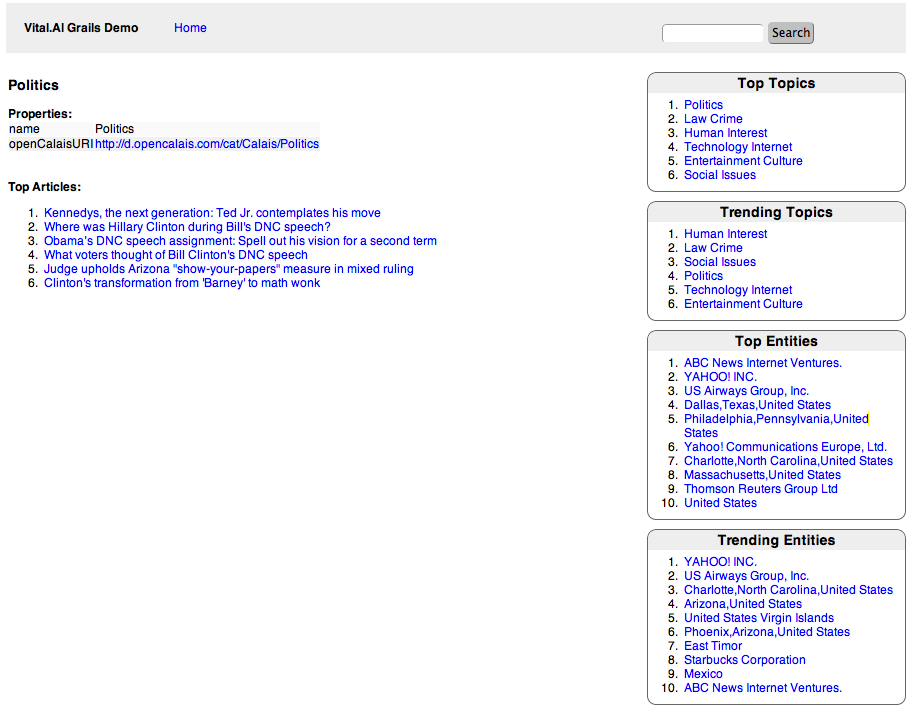 Vital.AI Grails Demo Home Search
Politics
Properties:
name Politics
openCalaisURI http://d.opencalais.com/cat/Calais/Politics
Top Articles:
1. Kennedys, the next generation: Ted Jr. contemplates his move
2. Where was Hillary Clinton during Bill's DNC speech?
3. Obama's DNC speech assignment: Spell out his vision for a second term
4. What voters thought of Bill Clinton's DNC speech
5. Judge upholds Arizona "show-your-papers" measure in mixed ruling
6. Clinton's transformation from 'Barney' to math wonk
Top Topics
1. Politics
2. Law Crime
3. Human Interest
4. Technology Internet
5. Entertainment Culture
6. Social Issues
Trending Topics
1. Human Interest
2. Law Crime
3. Social Issues
4. Politics
5. Technology Internet
6. Entertainment Culture
Top Entities
1. ABC News Internet Ventures.
2. YAHOO! INC.
3. US Airways Group, Inc.
4. Dallas,Texas,United States
5. Philadelphia,Pennsylvania,United
States
6. Yahoo! Communications Europe, Ltd.
7. Charlotte,North Carolina,United States
8. Massachusetts,United States
9. Thomson Reuters Group Ltd
10. United States
Trending Entities
1. YAHOO! INC.
2. US Airways Group, Inc.
3. Charlotte,North Carolina,United States
4. Arizona,United States
5. United States Virgin Islands
6. Phoenix,Arizona,United States
7. East Timor
8. Starbucks Corporation
9. Mexico
10. ABC News Internet Ventures.